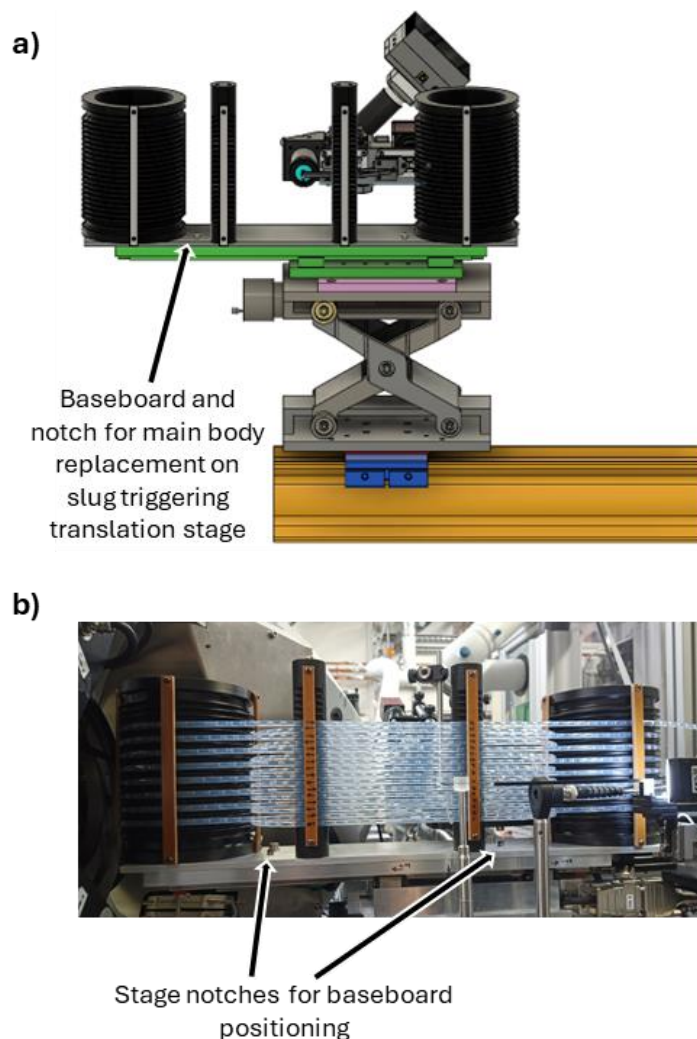 a)
Baseboard and
notch for main body
replacement on
slug triggering
translation stage
b)
Stage notches for baseboard
positioning